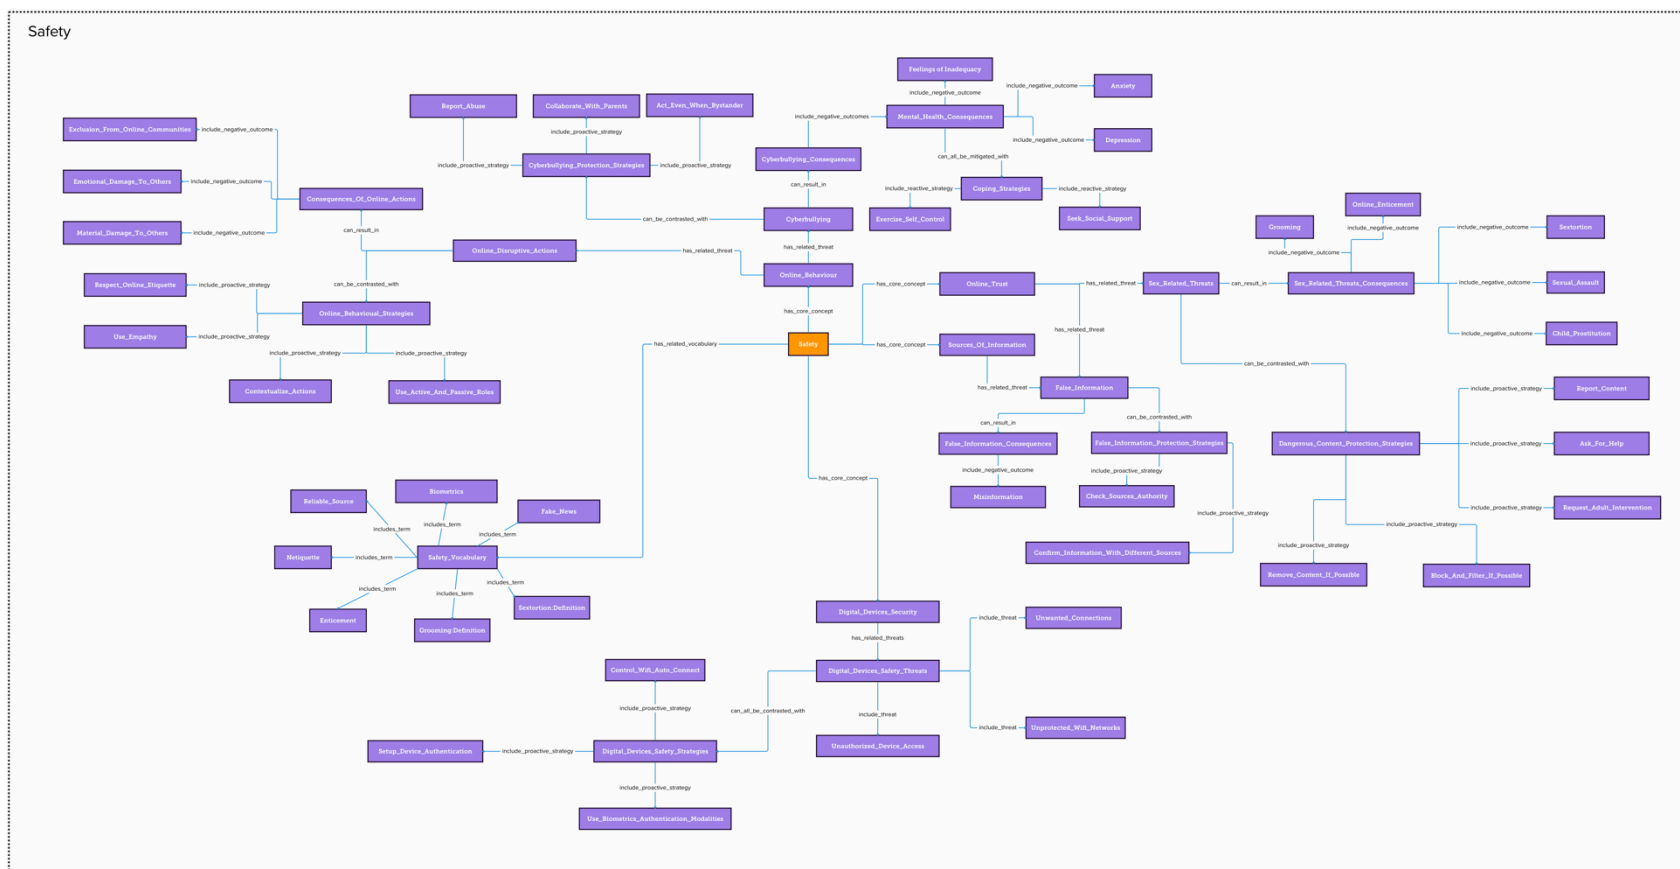 Safety
Feelings of Inadequacy
include_negative_outcome
include_negative_outcome
Anxiety
Report_Abuse
Collaborate_With_Parents
Act_Even_When_Bystander
include_negative_outcomes
Mental_Health_Consequences
Exclusion_From_Online_Communities
include_negative_outcome
include_proactive_strategy
include_negative_outcome
Depression
include_proactive_strategy
Cyberbullying_Protection_Strategies
include_proactive_strategy
Cyberbullying_Consequences
can_all_be_mitigated_with
Emotional_Damage_To_Others
include_negative_outcome
can_result_in
include_reactive_strategy
Coping_Strategies
include_reactive_strategy
Consequences_Of_Online_Actions
Online_Enticement
can_be_contrasted_with
Cyberbullying
Exercise_Self_Control
Seek_Social_Support
Material_Damage_To_Others
include_negative_outcome
can_result_in
Grooming
include_negative_outcome
include_negative_outcome
Sextortion
Online_Disruptive_Actions
has_related_threat
has_related_threat
include_negative_outcome
Online_Behaviour
Respect_Online_Etiquette
include_proactive_strategy
can_be_contrasted_with
has_core_concept
Online_Trust
has_related_threat
Sex_Related_Threats
can_result_in
Sex_Related_Threats_Consequences
include_negative_outcome
Sexual_Assault
Online_Behavioual_Strategies
has_core_concept
Use_Empathy
include_proactive_strategy
has_related_threat
include_negative_outcome
Child_Prostitution
include_proactive_strategy
include_proactive_strategy
has_related_vocabulary
Safety
has_core_concept
Sources_Of_Information
can_be_contrasted_with
Contextualize_Actions
Use_Active_And_Passive_Roles
has_related_threat
False_Information
include_proactive_strategy
Report_Content
can_result_in
can_be_contrasted_with
False_Information_Consequences
False_Information_Protection_Strategies
Dangerous_Content_Protection_Strategies
include_proactive_strategy
Ask_For_Help
include_negative_outcome
include_proactive_strategy
has_core_concept
Reliable_Source
Biometrics
Misinformation
Check_Sources_Authority
Fake_News
include_proactive_strategy
include_proactive_strategy
Request_Adult_Intervention
includes_term
includes_term
includes_term
include_proactive_strategy
include_proactive_strategy
Netiquette
includes_term
Safety_Vocabulary
Confirm_Information_With_Different_Sources
Remove_Content_If_Possible
Block_And_Filter_If_Possible
includes_term
includes_term
includes_term
Enticement
Grooming:Definition
Sextortion:Definition
Digital_Devices_Security
include_threat
Unwanted_Connections
has_related_threats
Control_Wifi_Auto_Connect
Digital_Devices_Safety_Threats
include_proactive_strategy
can_all_be_contrasted_with
include_threat
include_threat
Unprotected_Wifi_Networks
Setup_Device_Authentication
include_proactive_strategy
Digital_Devices_Safety_Strategies
Unauthorized_Device_Access
include_proactive_strategy
Use_Biometrics_Authentication_Modalities